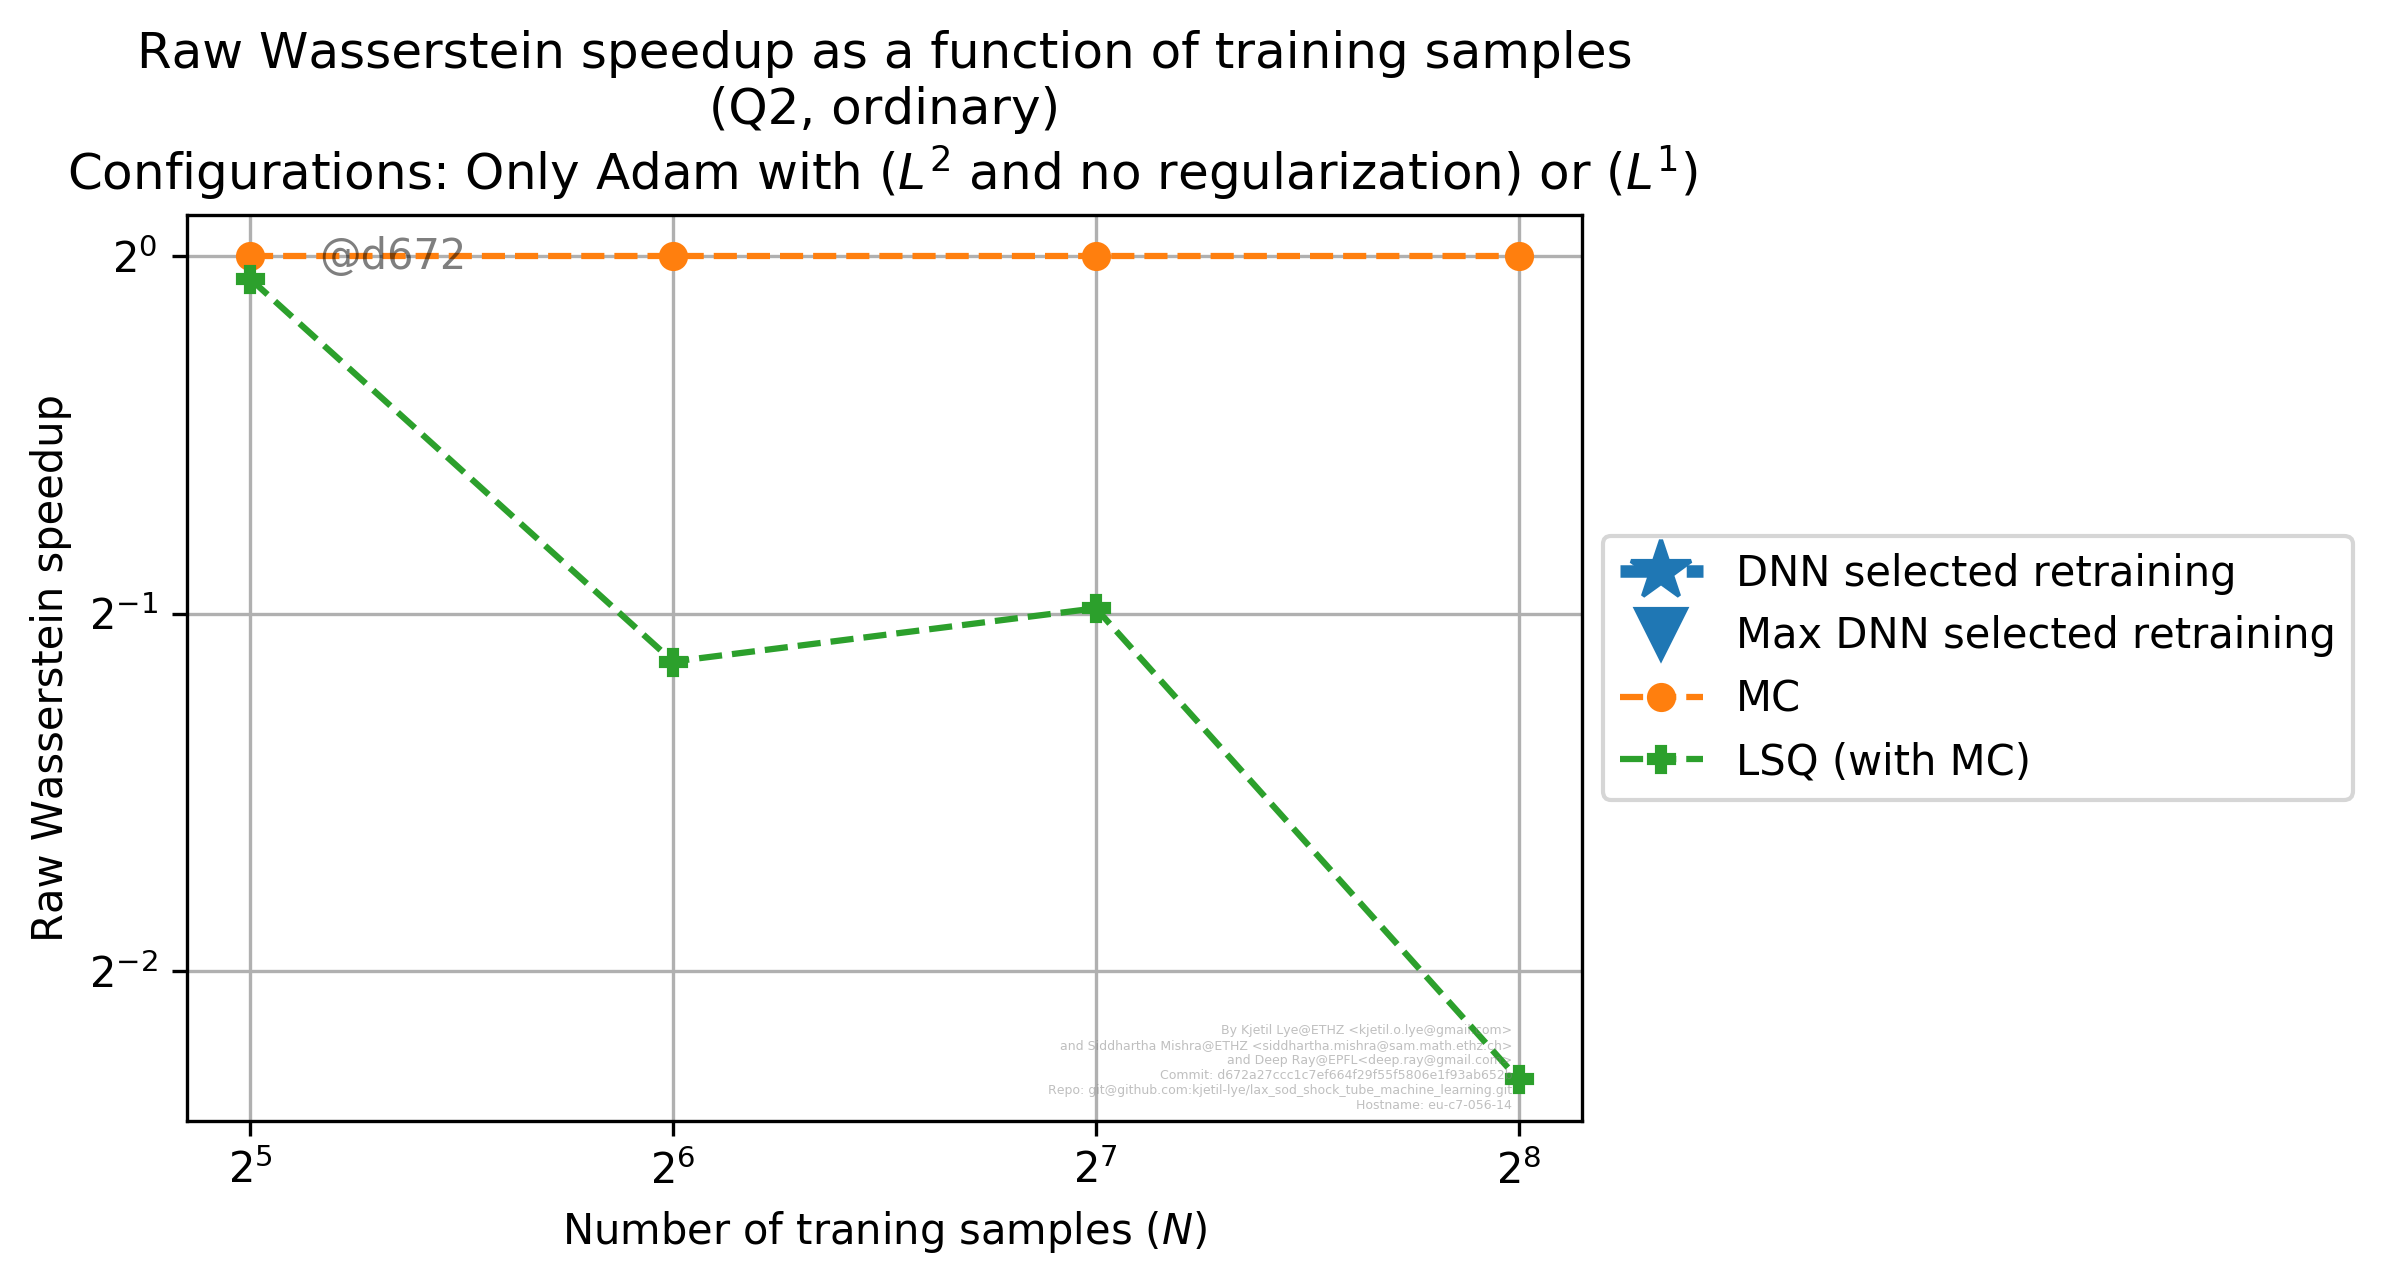 Raw Wasserstein speedup as a function of training samples
(Q2, ordinary)
Configurations: Only Adam with (L² and no regularization) or (L¹)
@d672
2⁰
2⁻¹
2⁻²
Raw Wasserstein speedup
DNN selected retraining
Max DNN selected retraining
MC
LSQ (with MC)
By Kjetil Lye@ETHZ <kjetil.o.lye@gmail.com>
and Siddhartha Mishra@ETHZ <siddhartha.mishra@sam.math.ethz.ch>
and Deep Ray@EPFL<deep.ray@gmail.com>
Commit:
Repo: git@github.com:kjetil-lye/lax_sod_shock_tube_machine_learning.git
Hostname: eu-c7-056-14
2⁵ 2⁶ 2⁷ 2⁸
Number of traning samples (N)